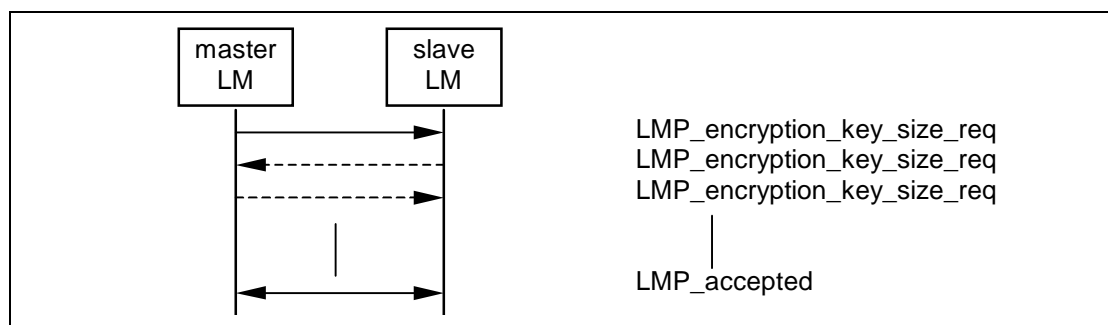 master
LM
slave
LM
LMP_encryption_key_size_req
LMP_encryption_key_size_req
LMP_encryption_key_size_req
LMP_accepted